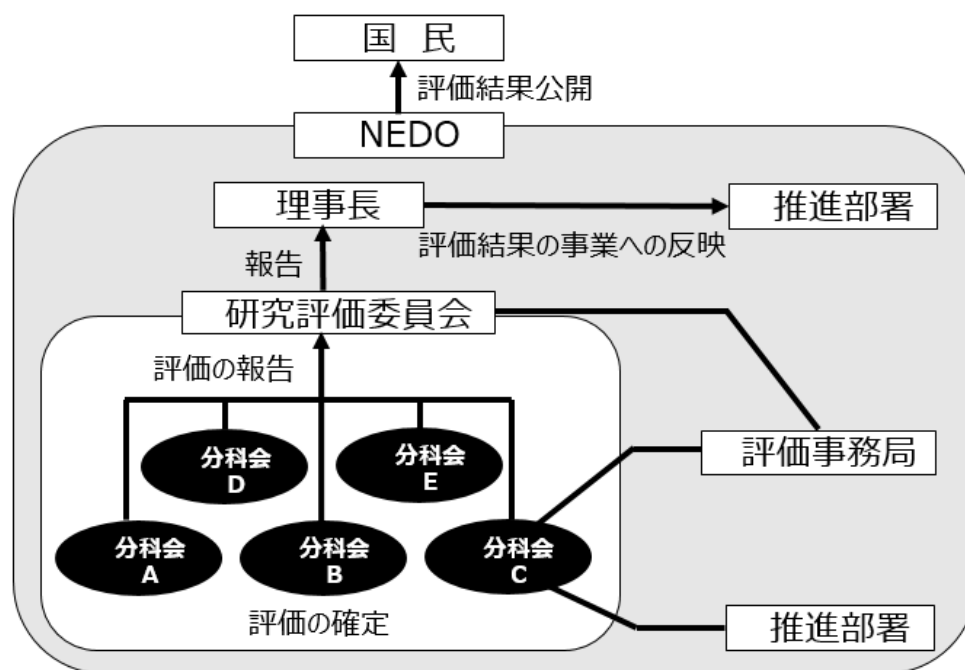 国 民
評価結果公開
NEDO
理事長
推進部署
評価結果の事業への反映
報告
研究評価委員会
評価の報告
分科会
D
分科会
E
評価事務局
分科会
A
分科会
B
分科会
C
評価の確定
推進部署